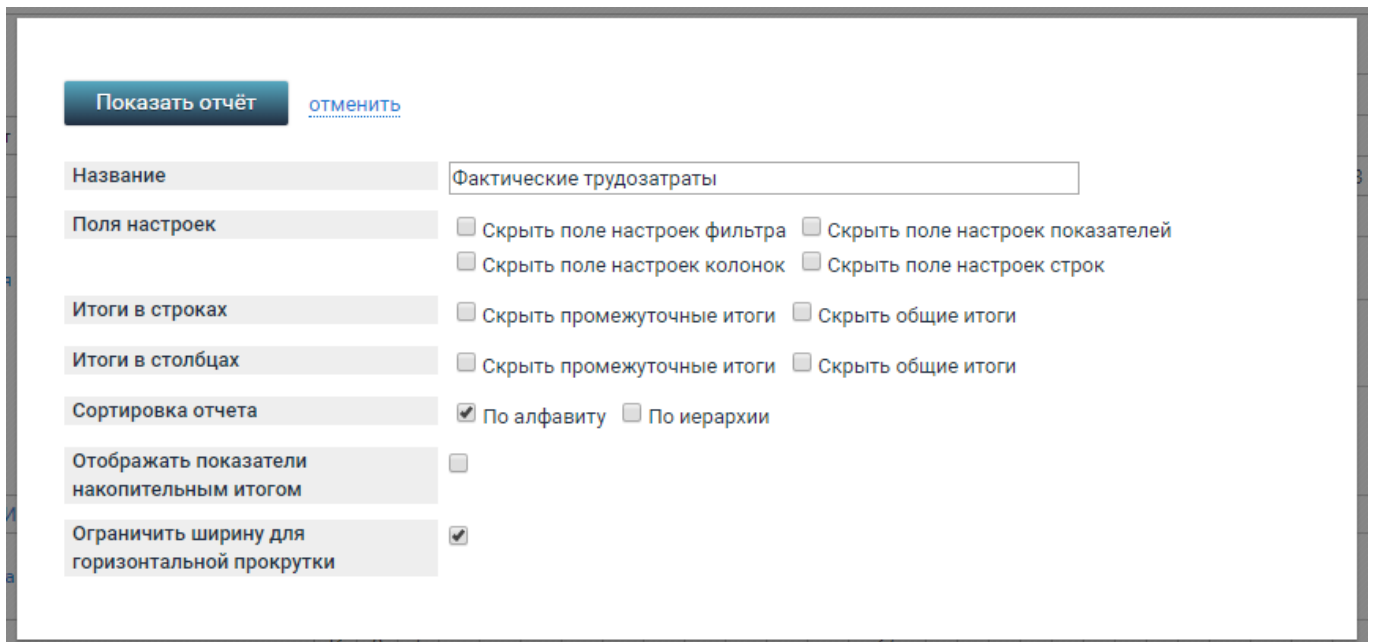 Показать отчёт отменить
Название Фактические трудозатраты
Поля настроек Скрыть поле настроек фильтра Скрыть поле настроек показателей
Скрыть поле настроек колонок Скрыть поле настроек строк
Итоги в строках Скрыть промежуточные итоги Скрыть общие итоги
Итоги в столбцах Скрыть промежуточные итоги Скрыть общие итоги
Сортировка отчета По алфавиту По иерархии
Отображать показатели
накопительным итогом
Ограничить ширину для
горизонтальной прокрутки